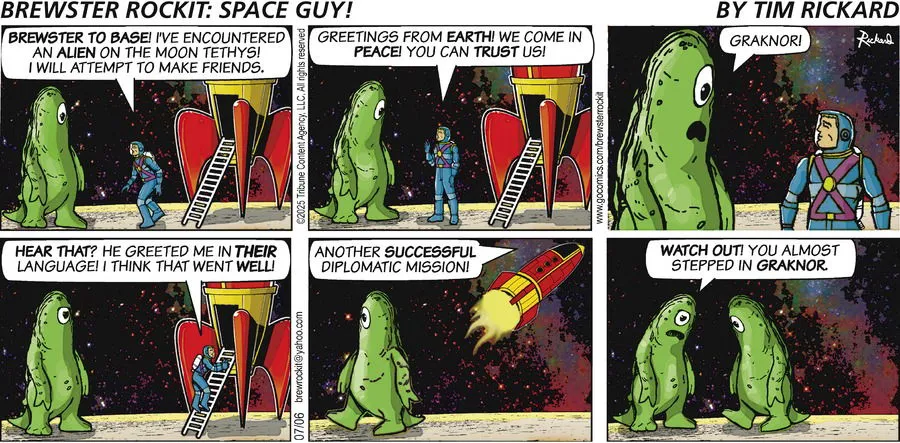 BREWSTER ROCKIT: SPACE GUY!
BY TIM RICKARD
BREWSTER TO BASE! I'VE ENCOUNTERED
AN ALIEN ON THE MOON TETHYS!
I WILL ATTEMPT TO MAKE FRIENDS.
©2025 Tribune Content Agency, LLC. All rights reserved
GREETINGS FROM EARTH! WE COME IN
PEACE! YOU CAN TRUST US!
www.gocomics.com/brewsterrockit
GRAKNOR!
Rickard
HEAR THAT? HE GREETED ME IN THEIR
LANGUAGE! I THINK THAT WENT WELL!
07/06 brewrockit@yahoo.com
ANOTHER SUCCESSFUL
DIPLOMATIC MISSION!
WATCH OUT! YOU ALMOST
STEPPED IN GRAKNOR.